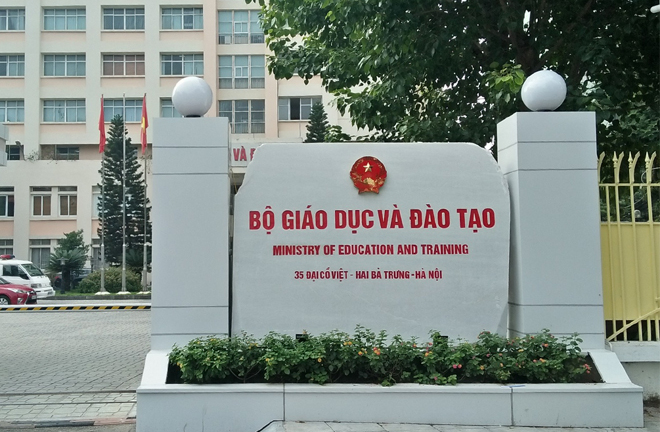 VÀ Đ
BỘ GIÁO DỤC VÀ ĐÀO TẠO
MINISTRY OF EDUCATION AND TRAINING
35 ĐẠI CỒ VIỆT - HAI BÀ TRƯNG - HÀ NỘI